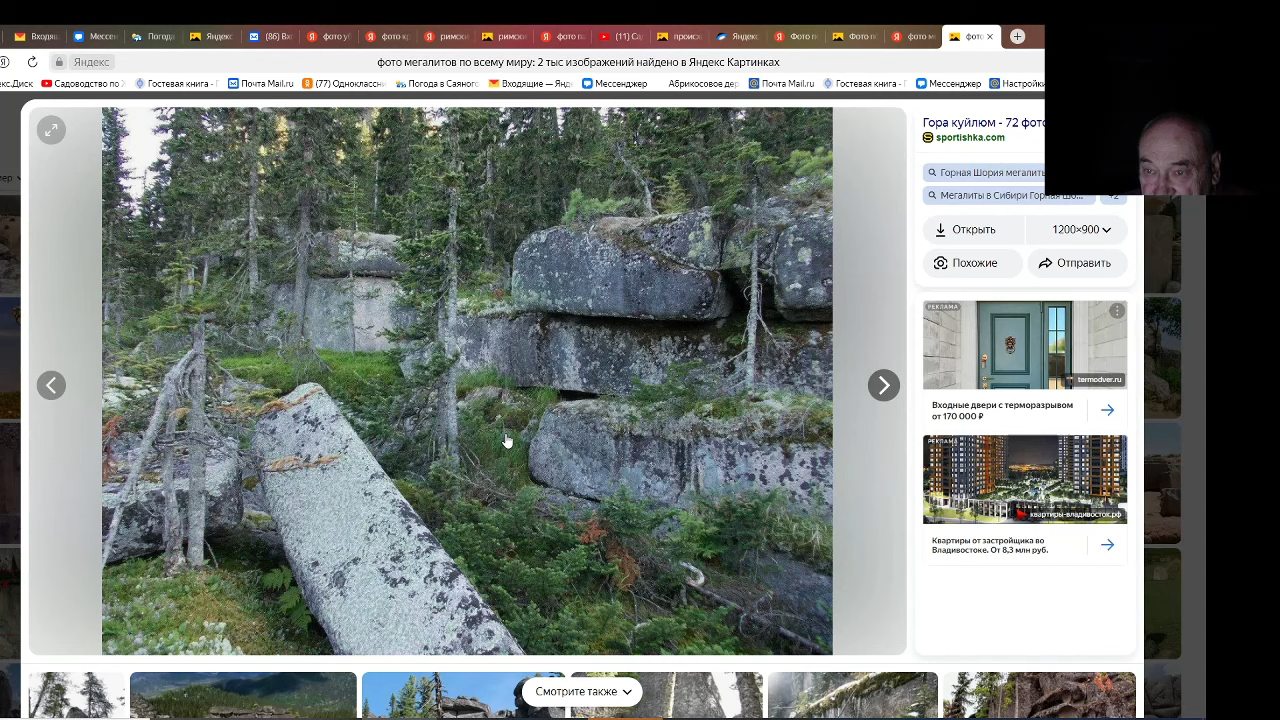 Входящ
Мессен
Погода
Яндекс
(86) Вх
фото у
фото к
римск
римск
фото п
(11) Са
происх
Яндекс
Фото п
Фото п
фото м
фото
Яндекс
фото мегалитов по всему миру: 2 тыс изображений найдено в Яндекс Картинках
кс.Диск
Садоводство по
Гостевая книга -
Почта Mail.ru
(77) Одноклассн
Погода в Саяног
Входящие — Янд
Мессенджер
Абрикосовое дер
Почта Mail.ru
Гостевая книга -
Мессенджер
Настройки
мер
Гора куйлюм - 72 фото
sportishka.com
Горная Шория мегалиты
Мегалиты в Сибири Горная Шо...
+2
Открыть
1200×900
Похожие
Отправить
РЕКЛАМА
termodver.ru
Входные двери с терморазрывом
от 170 000 ₽
РЕКЛАМА
квартиры-владивосток.рф
Квартиры от застройщика во
Владивостоке. От 8,3 млн руб.
Смотрите также